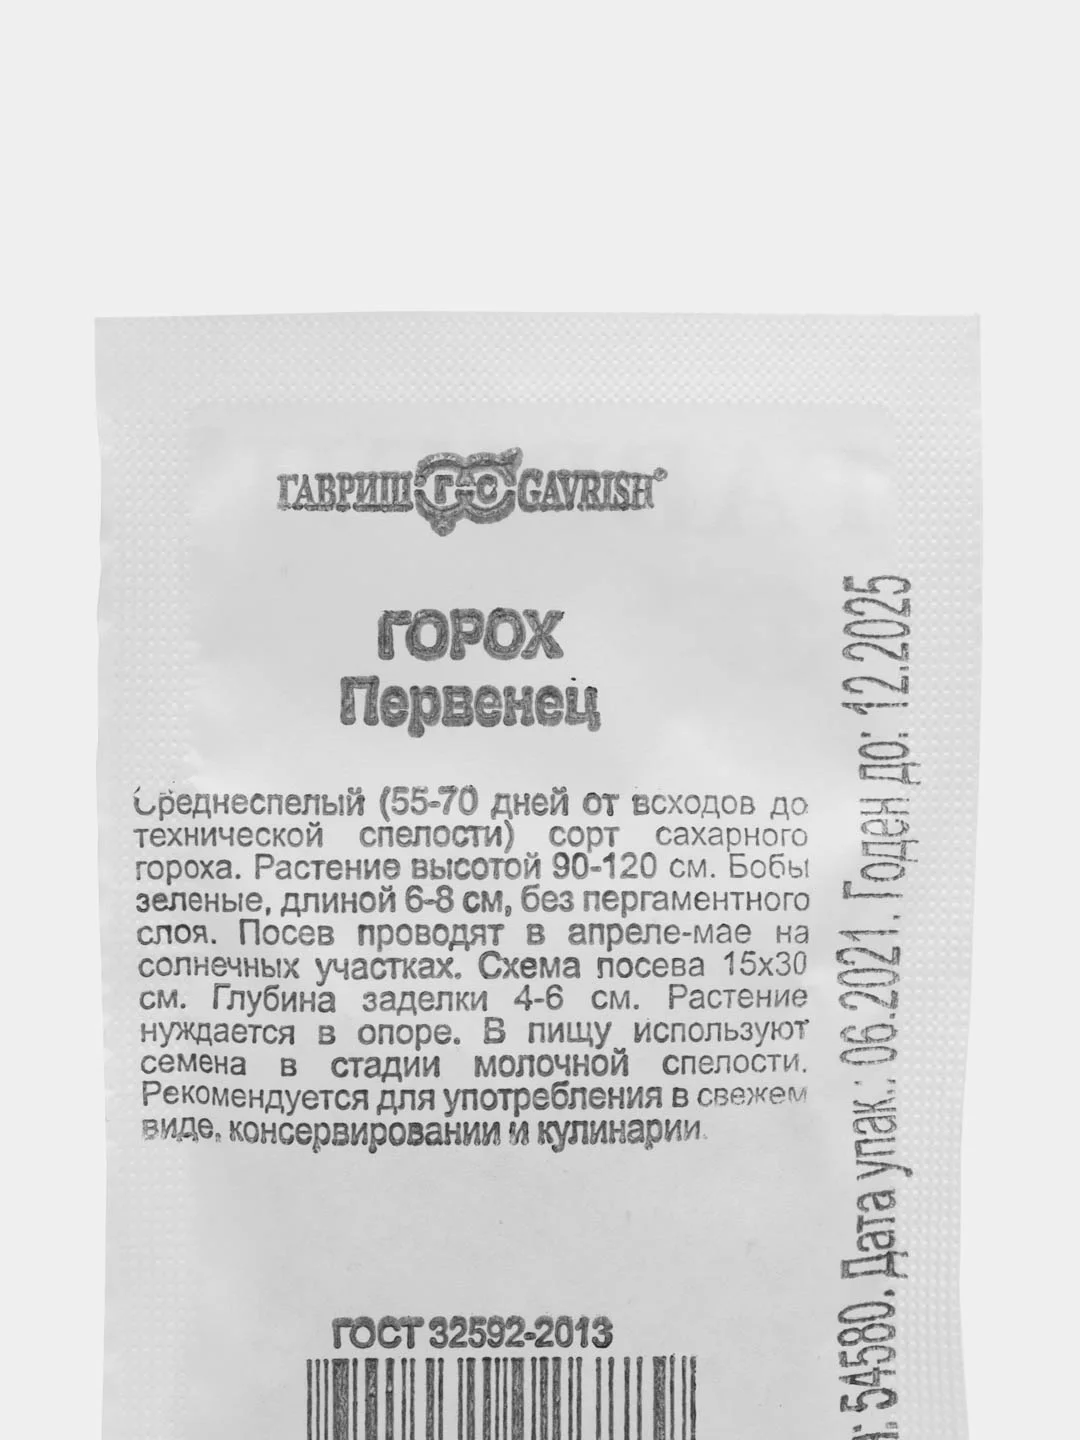 ГАВРИШ ГС GAVRISH®
ГОРОХ
Первенец
Среднеспелый (55-70 дней от всходов до
технической спелости) сорт сахарного
гороха. Растение высотой 90-120 см. Бобы
зеленые, длиной 6-8 см, без пергаментного
слоя. Посев проводят в апреле-мае на
солнечных участках. Схема посева 15х30
см. Глубина заделки 4-6 см. Растение
нуждается в опоре. В пищу используют
семена в стадии молочной спелости.
Рекомендуется для употребления в свежем
виде, консервировании и кулинарии.
ГОСТ 32592-2013
: 54580. Дата упак.: 06.2021. Годен до: 12.2025